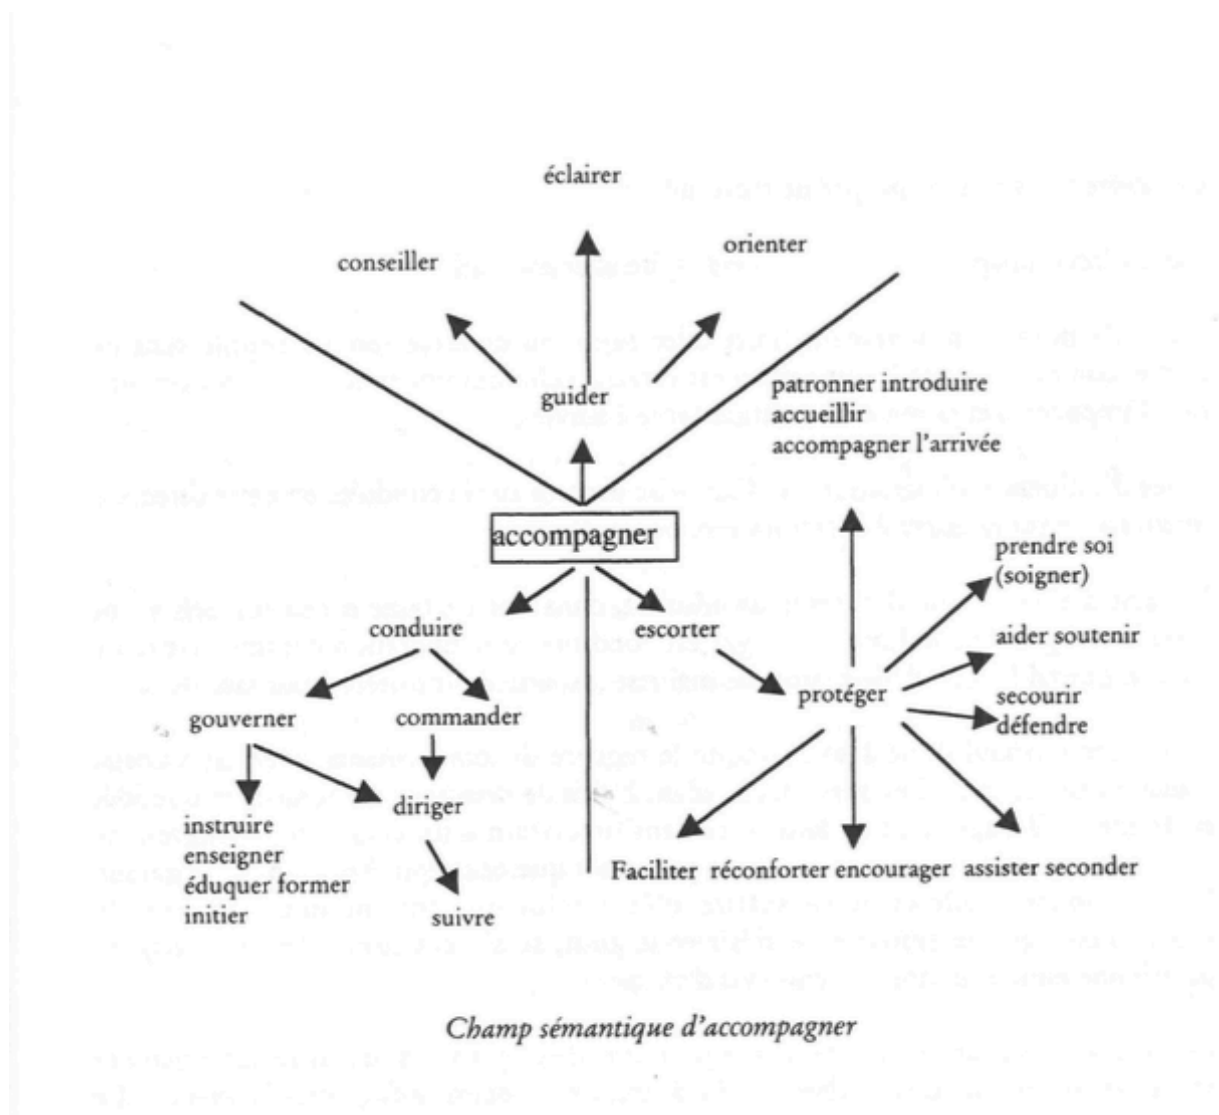 éclairer
conseiller
orienter
guider
patronner introduire
accueillir
accompagner l'arrivée
accompagner
prendre soi
(soigner)
conduire
escorter
aider soutenir
protéger
secourir
défendre
gouverner
commander
diriger
instruire
enseigner
éduquer former
initier
suivre
Faciliter réconforter encourager assister seconder
Champ sémantique d'accompagner